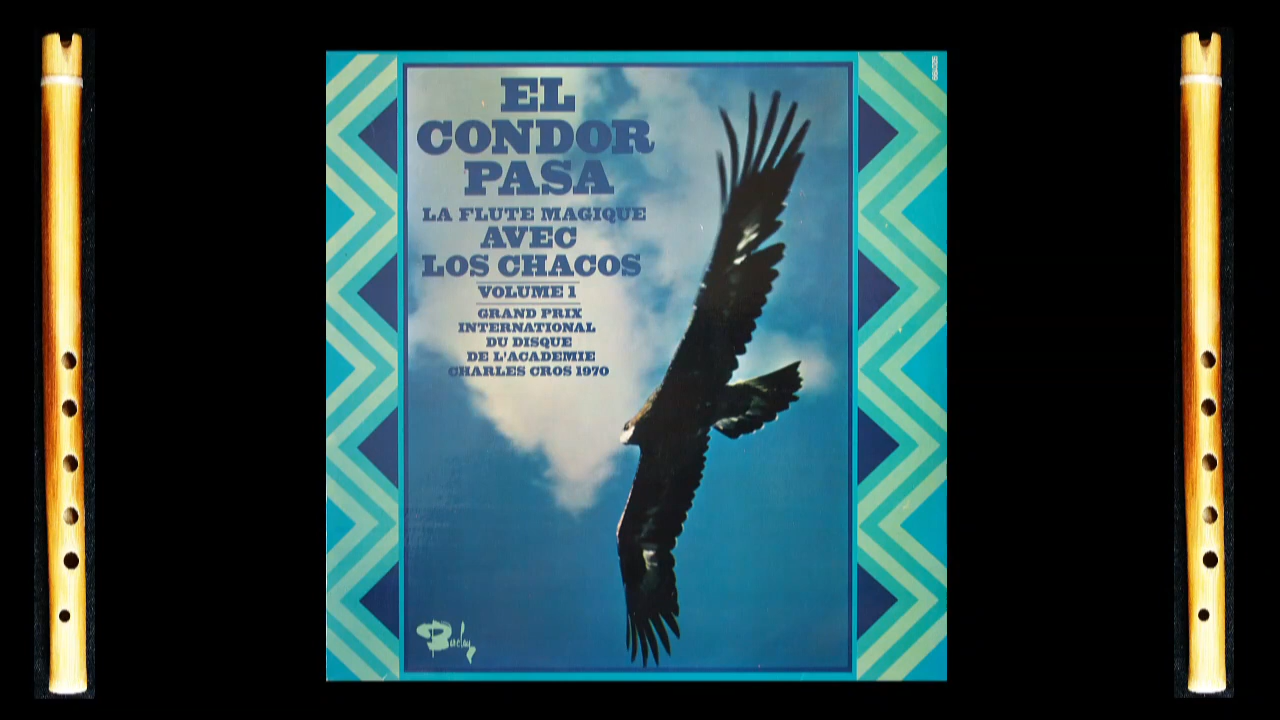 EL
CONDOR
PASA
LA FLUTE MAGIQUE
AVEC
LOS CHACOS
VOLUME 1
GRAND PRIX
INTERNATIONAL
DU DISQUE
DE L'ACADEMIE
CHARLES CROS 1970
Barclay